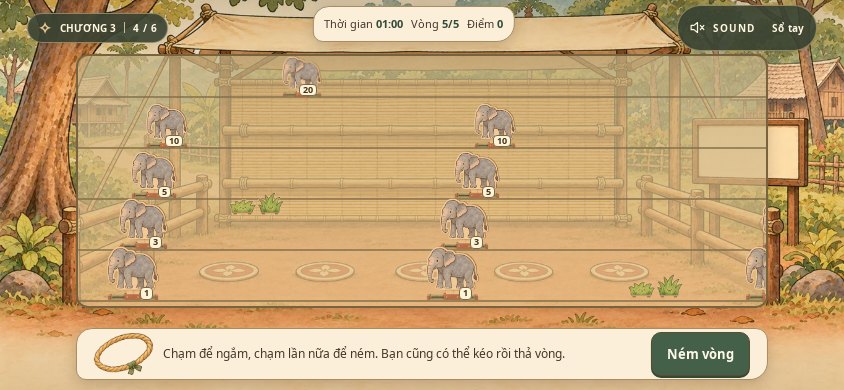 CHƯƠNG 3 | 4 / 6
Thời gian 01:00 Vòng 5/5 Điểm 0
SOUND Sổ tay
20
10 10
5 5
3 3
1 1
Chạm để ngắm, chạm lần nữa để ném. Bạn cũng có thể kéo rồi thả vòng.
Ném vòng